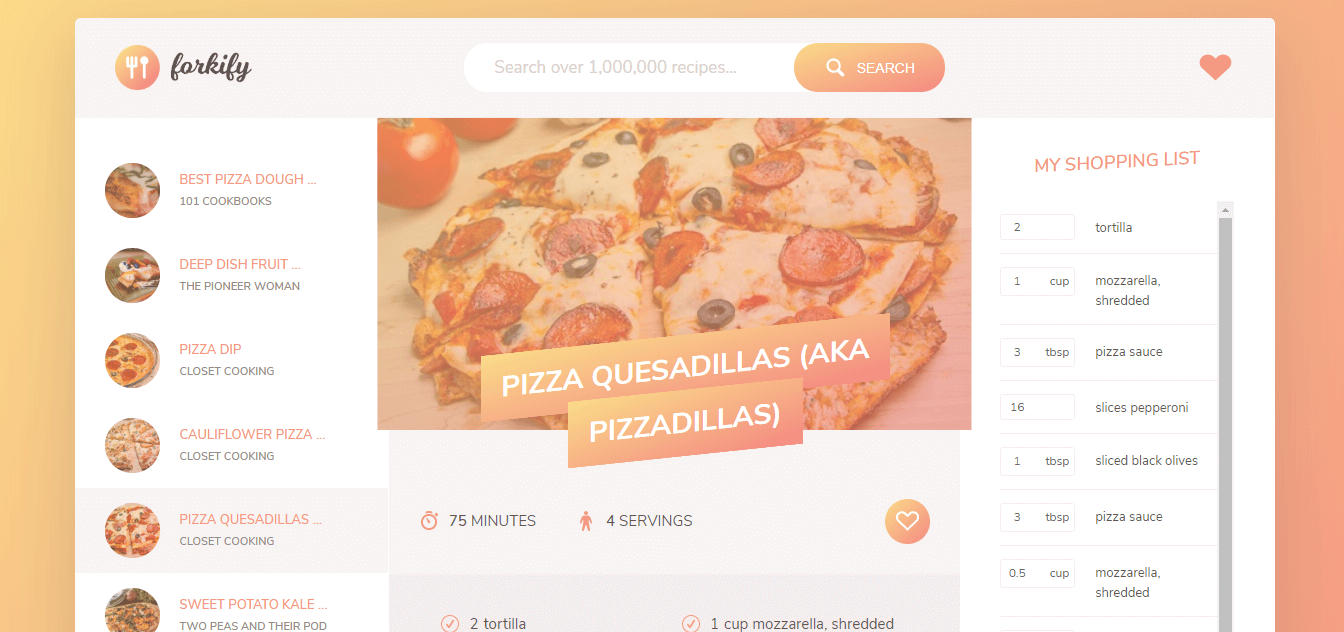 forkify
Search over 1,000,000 recipes...
SEARCH
BEST PIZZA DOUGH ...
101 COOKBOOKS
DEEP DISH FRUIT ...
THE PIONEER WOMAN
PIZZA DIP
CLOSET COOKING
CAULIFLOWER PIZZA ...
CLOSET COOKING
PIZZA QUESADILLAS ...
CLOSET COOKING
SWEET POTATO KALE ...
TWO PEAS AND THEIR POD
PIZZA QUESADILLAS (AKA
PIZZADILLAS)
75 MINUTES
4 SERVINGS
2 tortilla
1 cup mozzarella, shredded
MY SHOPPING LIST
2 tortilla
1 cup mozzarella,
shredded
3 tbsp pizza sauce
16 slices pepperoni
1 tbsp sliced black olives
3 tbsp pizza sauce
0.5 cup mozzarella,
shredded